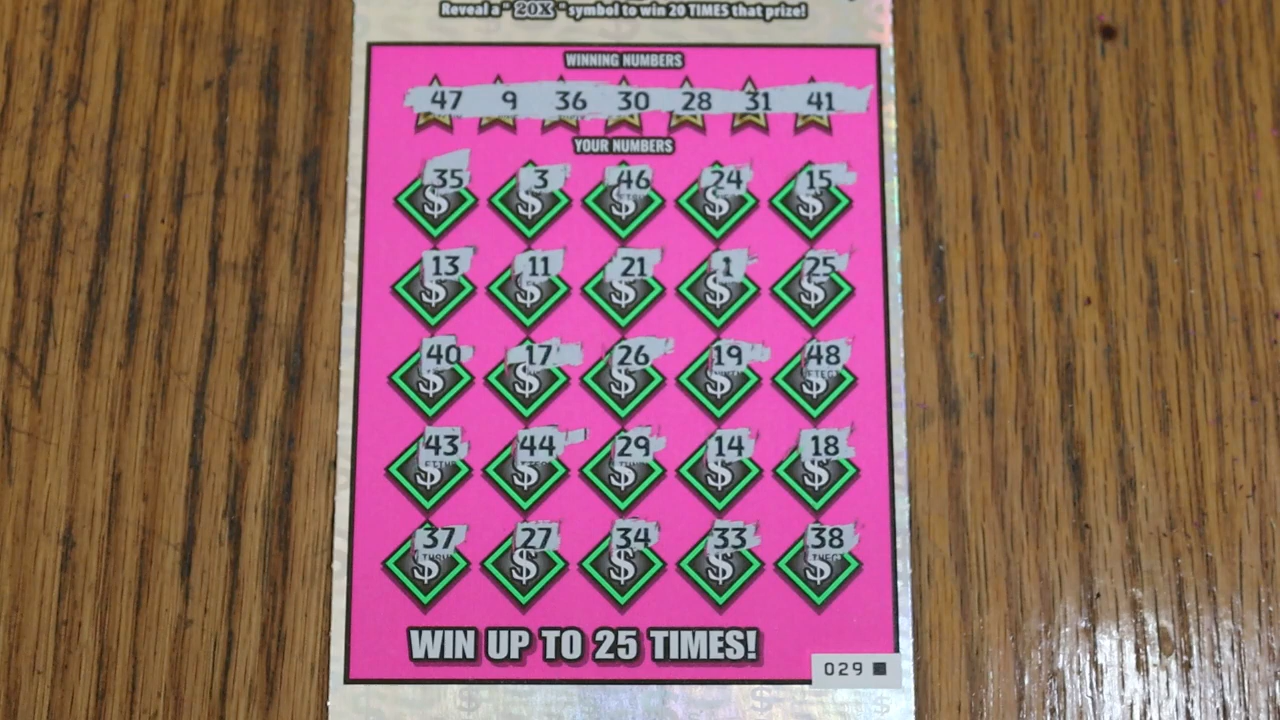 Reveal a "20X" symbol to win 20 TIMES that prize!
WINNING NUMBERS
47 9 36 30 28 31 41
YOUR NUMBERS
35 3 46 24 15
$ $ $ $ $
13 11 21 1 25
$ $ $ $ $
40 17 26 19 48
$ $ $ $ $
43 44 29 14 18
$ $ $ $ $
37 27 34 33 38
$ $ $ $ $
WIN UP TO 25 TIMES!
029